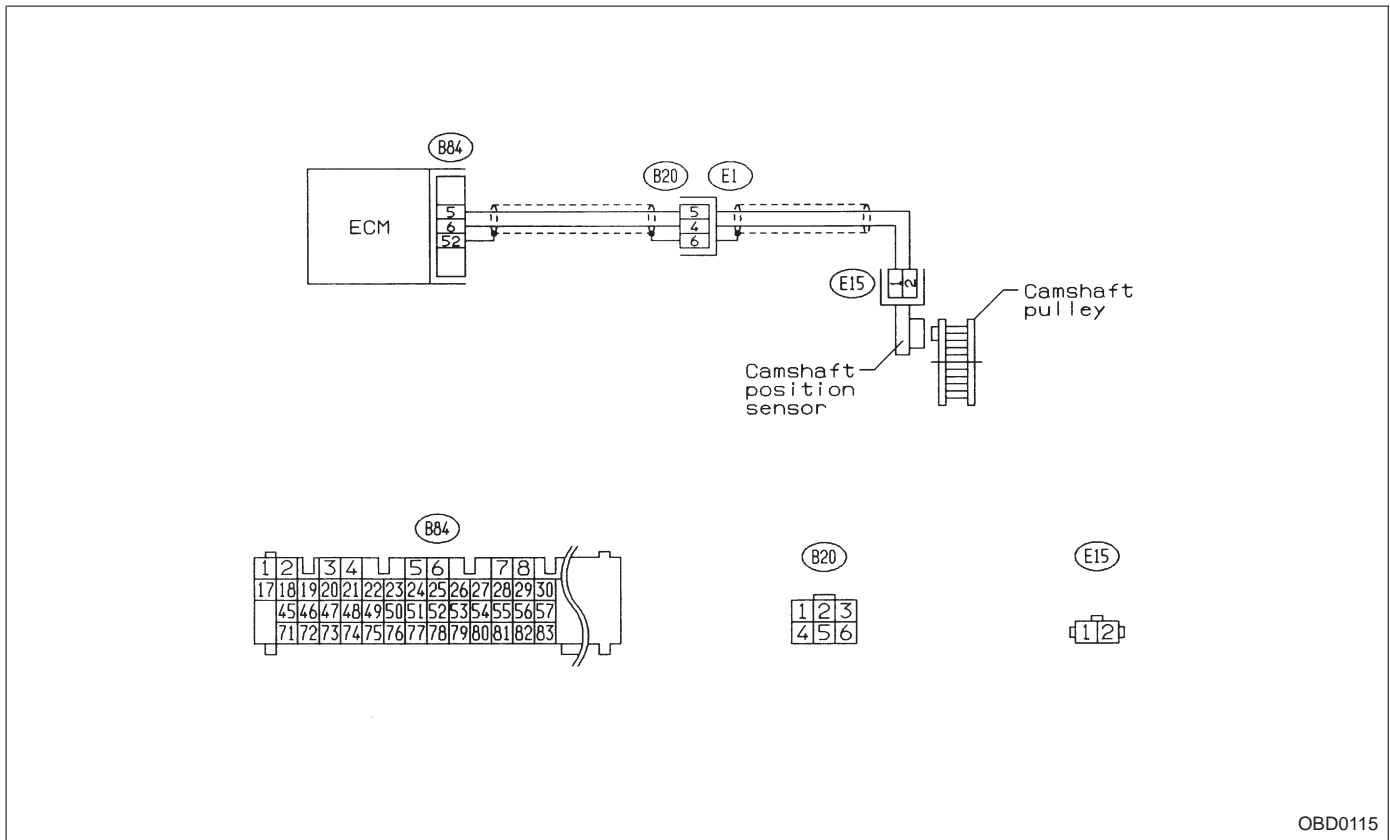 B84
B20 E1
ECM
5
6
52
5
4
6
E15
1 2
Camshaft
pulley
Camshaft
position
sensor
B84
1 2 3 4 5 6 7 8
17 18 19 20 21 22 23 24 25 26 27 28 29 30
45 46 47 48 49 50 51 52 53 54 55 56 57
71 72 73 74 75 76 77 78 79 80 81 82 83
B20
1 2 3
4 5 6
E15
1 2
OBD0115